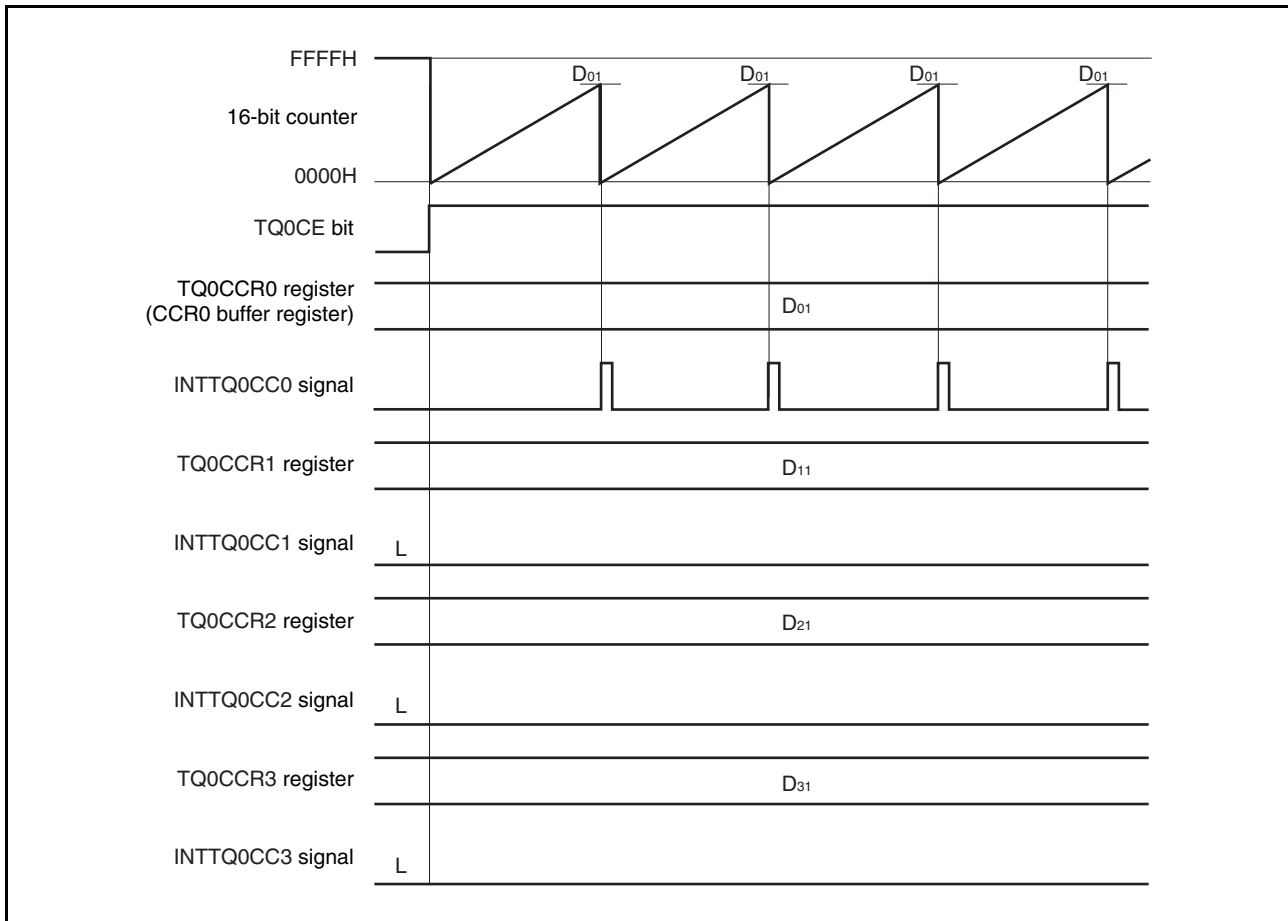 FFFFH
D01 D01 D01 D01
16-bit counter
0000H
TQ0CE bit
TQ0CCR0 register
(CCR0 buffer register)
D01
INTTQ0CC0 signal
TQ0CCR1 register
D11
INTTQ0CC1 signal L
TQ0CCR2 register
D21
INTTQ0CC2 signal L
TQ0CCR3 register
D31
INTTQ0CC3 signal L